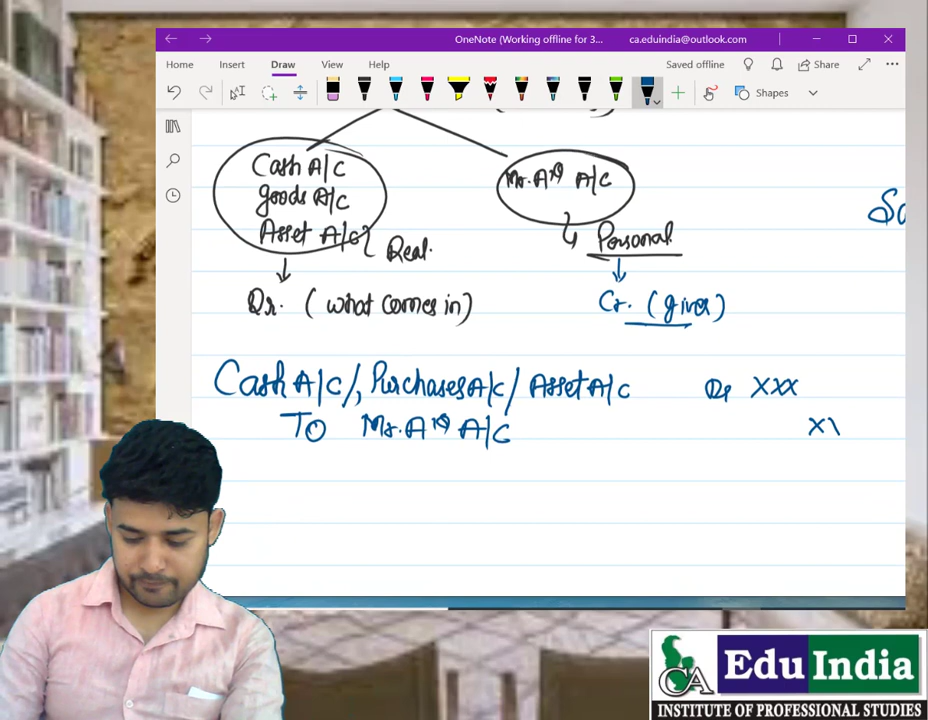 OneNote (Working offline for 3... ca.eduindia@outlook.com
Home Insert Draw View Help Saved offline Share
Shapes
Cash A/c
goods A/c
Asset A/c
Real.
Mr. A's A/c
Personal
Dr. (what comes in)
Cr. (giver)
Cash A/c/, Purchases A/c/ Asset A/c Dr XXX
TO Mr. A's A/c
CA
Edu India
INSTITUTE OF PROFESSIONAL STUDIES